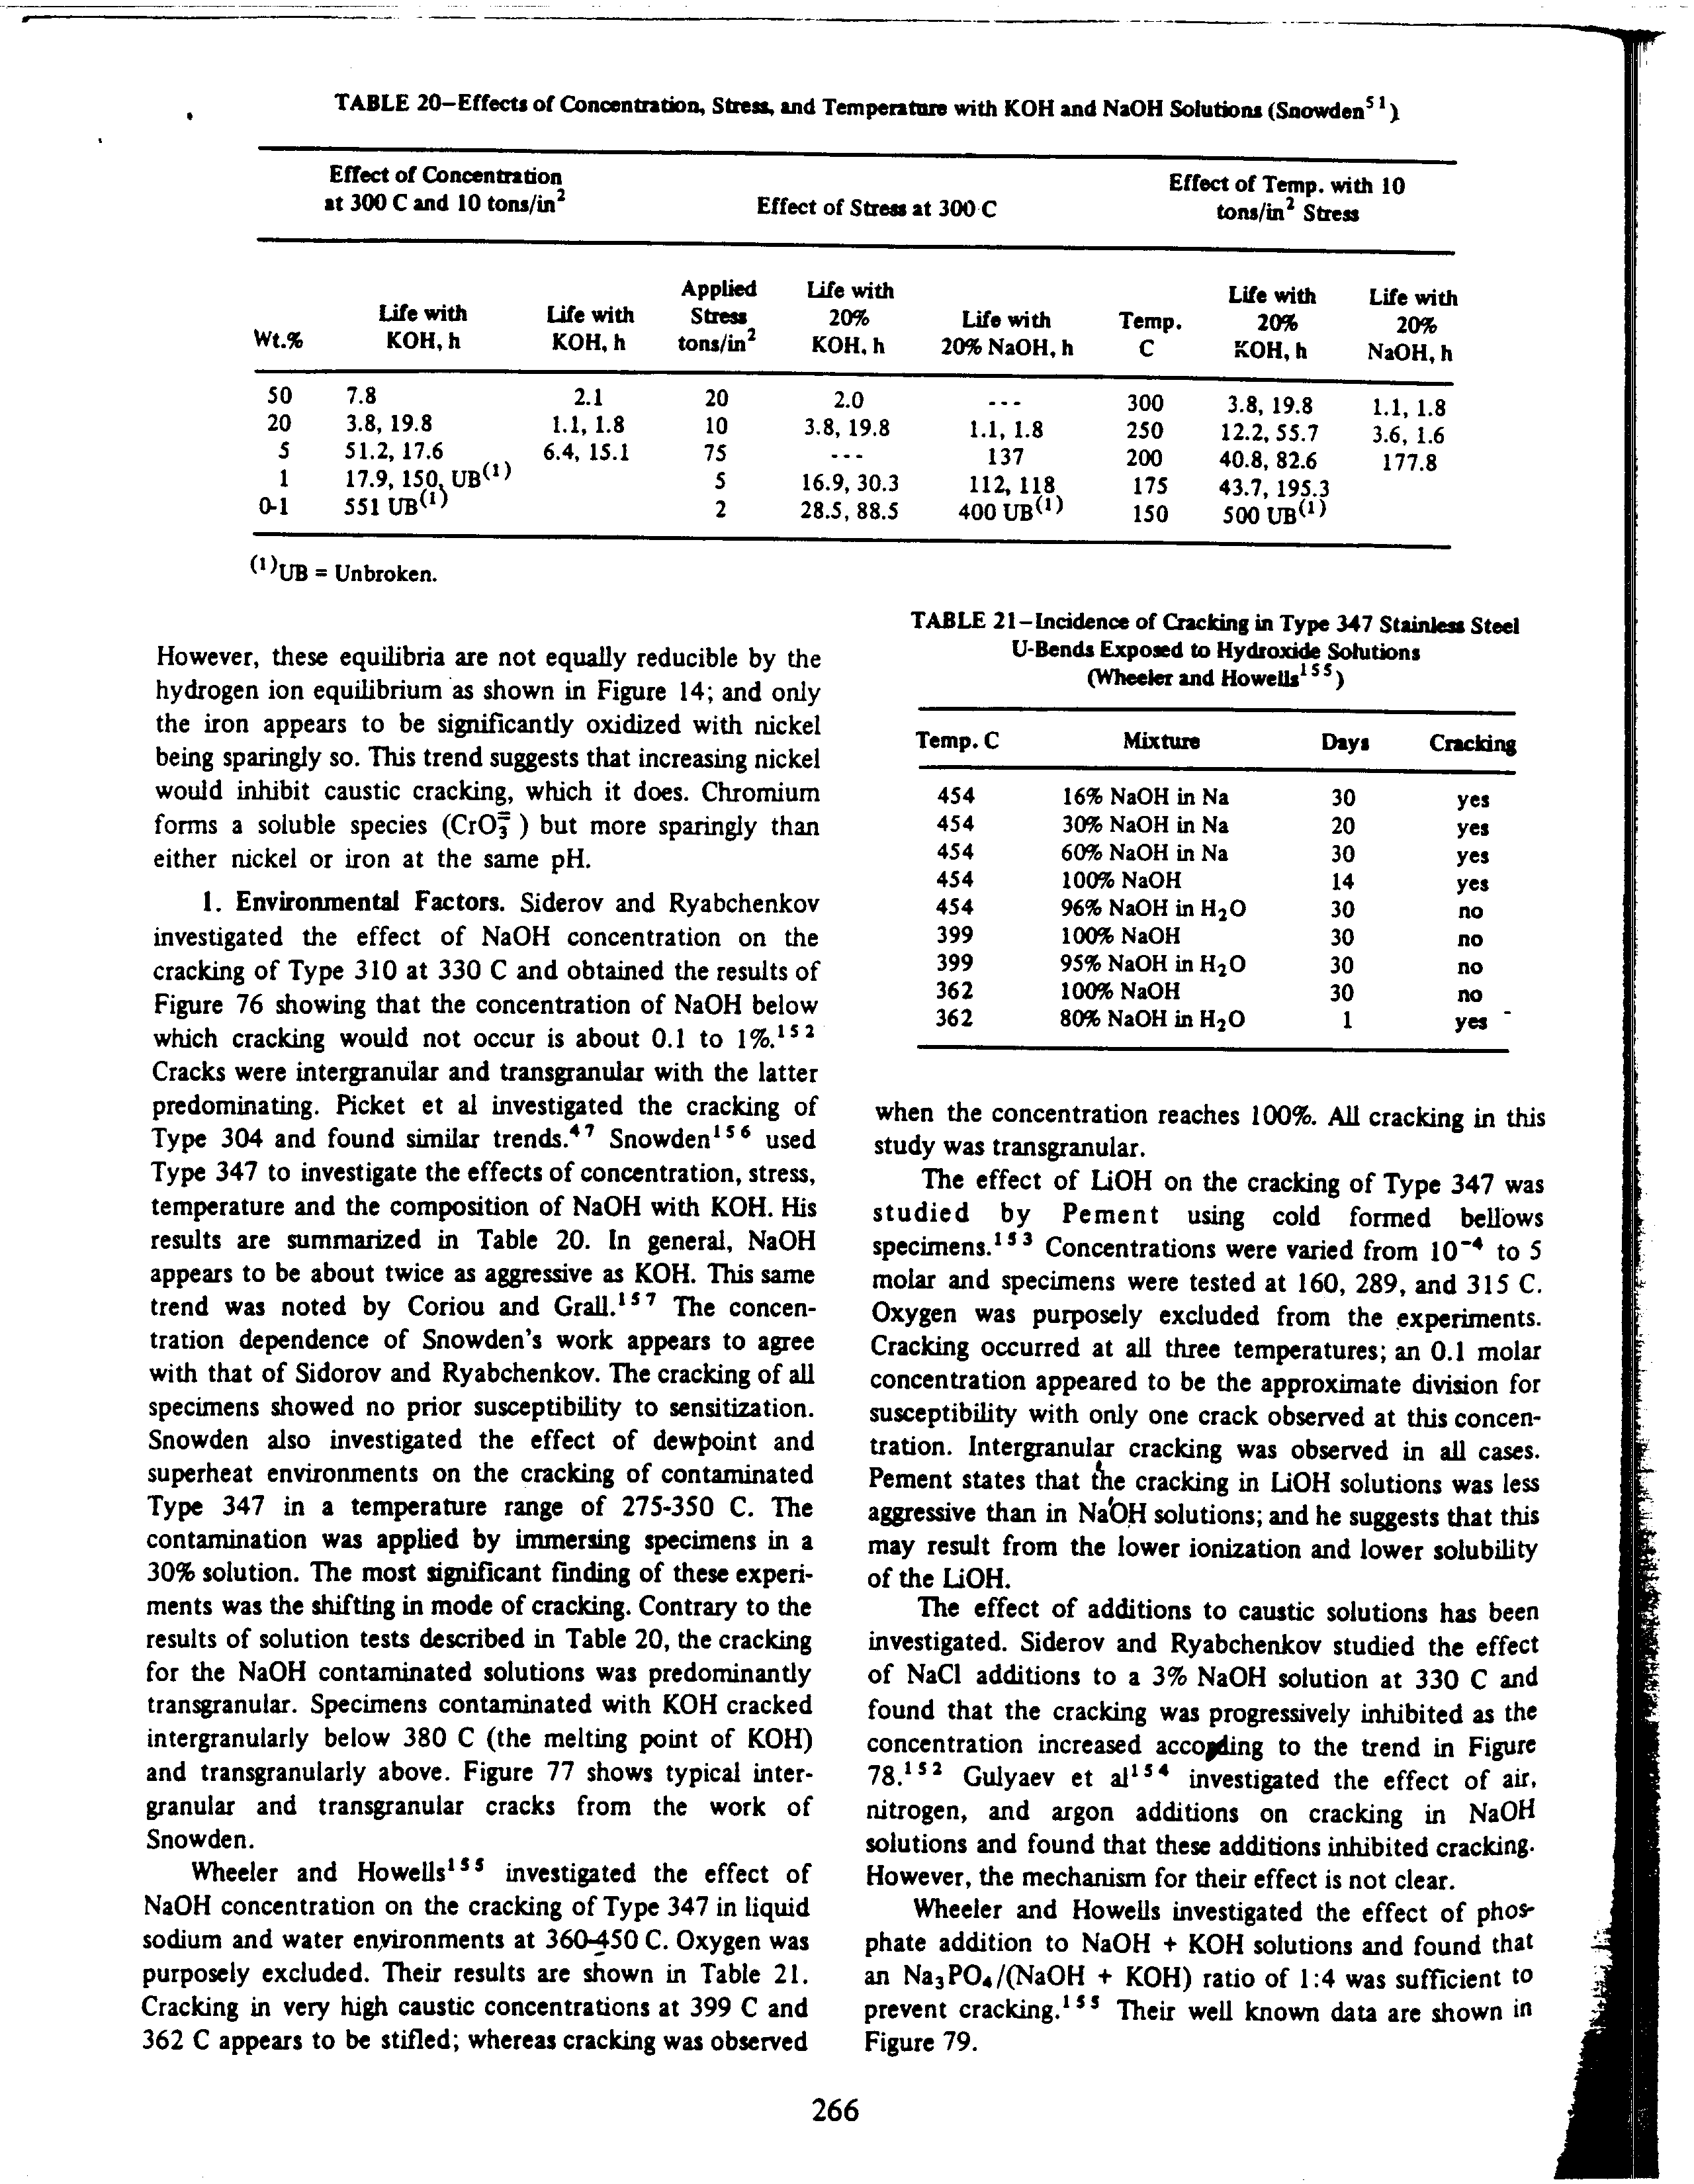 TABLE 20–Effects of Concentration, Stress, and Temperature with KOH and NaOH Solutions (Snowden⁵¹)
Effect of Concentration
at 300 C and 10 tons/in²
Effect of Stress at 300 C
Effect of Temp. with 10
tons/in² Stress
Wt.% | Life with KOH, h | Life with KOH, h | Applied Stress tons/in² | Life with 20% KOH, h | Life with 20% NaOH, h | Temp. C | Life with 20% KOH, h | Life with 20% NaOH, h
50 | 7.8 | 2.1 | 20 | 2.0 | --- | 300 | 3.8, 19.8 | 1.1, 1.8
20 | 3.8, 19.8 | 1.1, 1.8 | 10 | 3.8, 19.8 | 1.1, 1.8 | 250 | 12.2, 55.7 | 3.6, 1.6
5 | 51.2, 17.6 | 6.4, 15.1 | 75 | --- | 137 | 200 | 40.8, 82.6 | 177.8
1 | 17.9, 150, UB⁽¹⁾ | | 5 | 16.9, 30.3 | 112, 118 | 175 | 43.7, 195.3
0-1 | 551 UB⁽¹⁾ | | 2 | 28.5, 88.5 | 400 UB⁽¹⁾ | 150 | 500 UB⁽¹⁾
⁽¹⁾UB = Unbroken.
However, these equilibria are not equally reducible by the
hydrogen ion equilibrium as shown in Figure 14; and only
the iron appears to be significantly oxidized with nickel
being sparingly so. This trend suggests that increasing nickel
would inhibit caustic cracking, which it does. Chromium
forms a soluble species (CrO₃⁼) but more sparingly than
either nickel or iron at the same pH.
1. Environmental Factors. Siderov and Ryabchenkov
investigated the effect of NaOH concentration on the
cracking of Type 310 at 330 C and obtained the results of
Figure 76 showing that the concentration of NaOH below
which cracking would not occur is about 0.1 to 1%.¹⁵²
Cracks were intergranular and transgranular with the latter
predominating. Picket et al investigated the cracking of
Type 304 and found similar trends.⁴⁷ Snowden¹⁵⁶ used
Type 347 to investigate the effects of concentration, stress,
temperature and the composition of NaOH with KOH. His
results are summarized in Table 20. In general, NaOH
appears to be about twice as aggressive as KOH. This same
trend was noted by Coriou and Grall.¹⁵⁷ The concen-
tration dependence of Snowden's work appears to agree
with that of Sidorov and Ryabchenkov. The cracking of all
specimens showed no prior susceptibility to sensitization.
Snowden also investigated the effect of dewpoint and
superheat environments on the cracking of contaminated
Type 347 in a temperature range of 275-350 C. The
contamination was applied by immersing specimens in a
30% solution. The most significant finding of these experi-
ments was the shifting in mode of cracking. Contrary to the
results of solution tests described in Table 20, the cracking
for the NaOH contaminated solutions was predominantly
transgranular. Specimens contaminated with KOH cracked
intergranularly below 380 C (the melting point of KOH)
and transgranularly above. Figure 77 shows typical inter-
granular and transgranular cracks from the work of
Snowden.
Wheeler and Howells¹⁵⁵ investigated the effect of
NaOH concentration on the cracking of Type 347 in liquid
sodium and water environments at 360-450 C. Oxygen was
purposely excluded. Their results are shown in Table 21.
Cracking in very high caustic concentrations at 399 C and
362 C appears to be stifled; whereas cracking was observed
TABLE 21–Incidence of Cracking in Type 347 Stainless Steel
U-Bends Exposed to Hydroxide Solutions
(Wheeler and Howells¹⁵⁵)
Temp. C | Mixture | Days | Cracking
454 | 16% NaOH in Na | 30 | yes
454 | 30% NaOH in Na | 20 | yes
454 | 60% NaOH in Na | 30 | yes
454 | 100% NaOH | 14 | yes
454 | 96% NaOH in H₂O | 30 | no
399 | 100% NaOH | 30 | no
399 | 95% NaOH in H₂O | 30 | no
362 | 100% NaOH | 30 | no
362 | 80% NaOH in H₂O | 1 | yes
when the concentration reaches 100%. All cracking in this
study was transgranular.
The effect of LiOH on the cracking of Type 347 was
studied by Pement using cold formed bellows
specimens.¹⁵³ Concentrations were varied from 10⁻⁴ to 5
molar and specimens were tested at 160, 289, and 315 C.
Oxygen was purposely excluded from the experiments.
Cracking occurred at all three temperatures; an 0.1 molar
concentration appeared to be the approximate division for
susceptibility with only one crack observed at this concen-
tration. Intergranular cracking was observed in all cases.
Pement states that the cracking in LiOH solutions was less
aggressive than in NaOH solutions; and he suggests that this
may result from the lower ionization and lower solubility
of the LiOH.
The effect of additions to caustic solutions has been
investigated. Siderov and Ryabchenkov studied the effect
of NaCl additions to a 3% NaOH solution at 330 C and
found that the cracking was progressively inhibited as the
concentration increased according to the trend in Figure
78.¹⁵² Gulyaev et al¹⁵⁴ investigated the effect of air,
nitrogen, and argon additions on cracking in NaOH
solutions and found that these additions inhibited cracking.
However, the mechanism for their effect is not clear.
Wheeler and Howells investigated the effect of phos-
phate addition to NaOH + KOH solutions and found that
an Na₃PO₄/(NaOH + KOH) ratio of 1:4 was sufficient to
prevent cracking.¹⁵⁵ Their well known data are shown in
Figure 79.
266